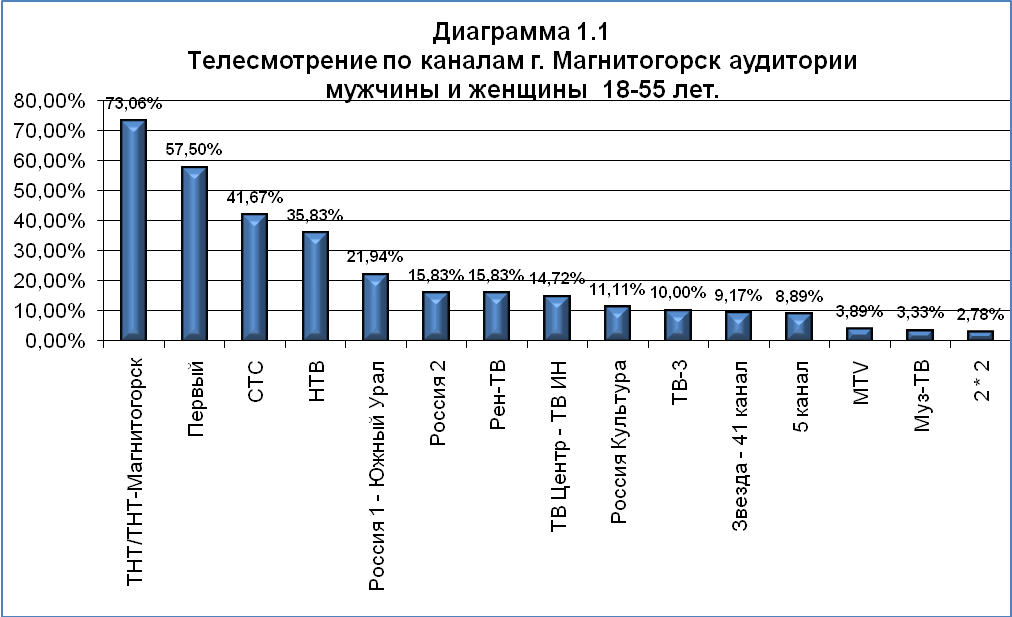 Диаграмма 1.1
Телесмотрение по каналам г. Магнитогорск аудитории
мужчины и женщины 18-55 лет.
80,00%
70,00%
60,00%
50,00%
40,00%
30,00%
20,00%
10,00%
0,00%
73,06%
57,50%
41,67%
35,83%
21,94%
15,83%
15,83%
14,72%
11,11%
10,00%
9,17%
8,89%
3,89%
3,33%
2,78%
ТНТ/ТНТ-Магнитогорск
Первый
СТС
НТВ
Россия 1 - Южный Урал
Россия 2
Рен-ТВ
ТВ Центр - ТВ ИН
Россия Культура
ТВ-3
Звезда - 41 канал
5 канал
MTV
Муз-ТВ
2 * 2